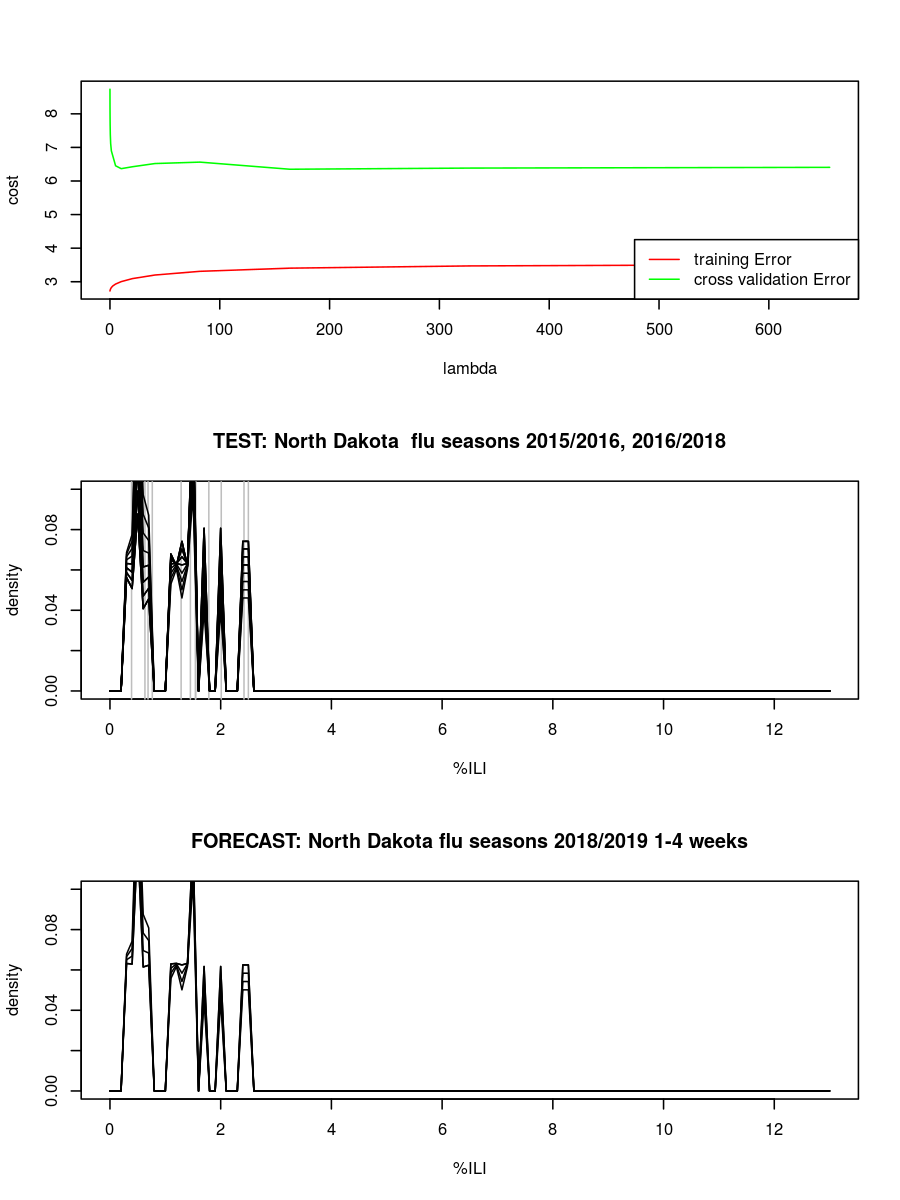 cost
8
7
6
5
4
3
training Error
cross validation Error
0 100 200 300 400 500 600
lambda
TEST: North Dakota  flu seasons 2015/2016, 2016/2018
density
0.08
0.04
0.00
0 2 4 6 8 10 12
%ILI
FORECAST: North Dakota flu seasons 2018/2019 1-4 weeks
density
0.08
0.04
0.00
0 2 4 6 8 10 12
%ILI